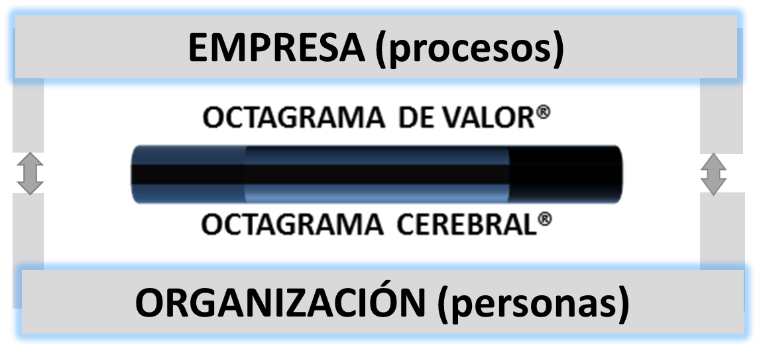 EMPRESA (procesos)
OCTAGRAMA DE VALOR®
OCTAGRAMA CEREBRAL®
ORGANIZACIÓN (personas)